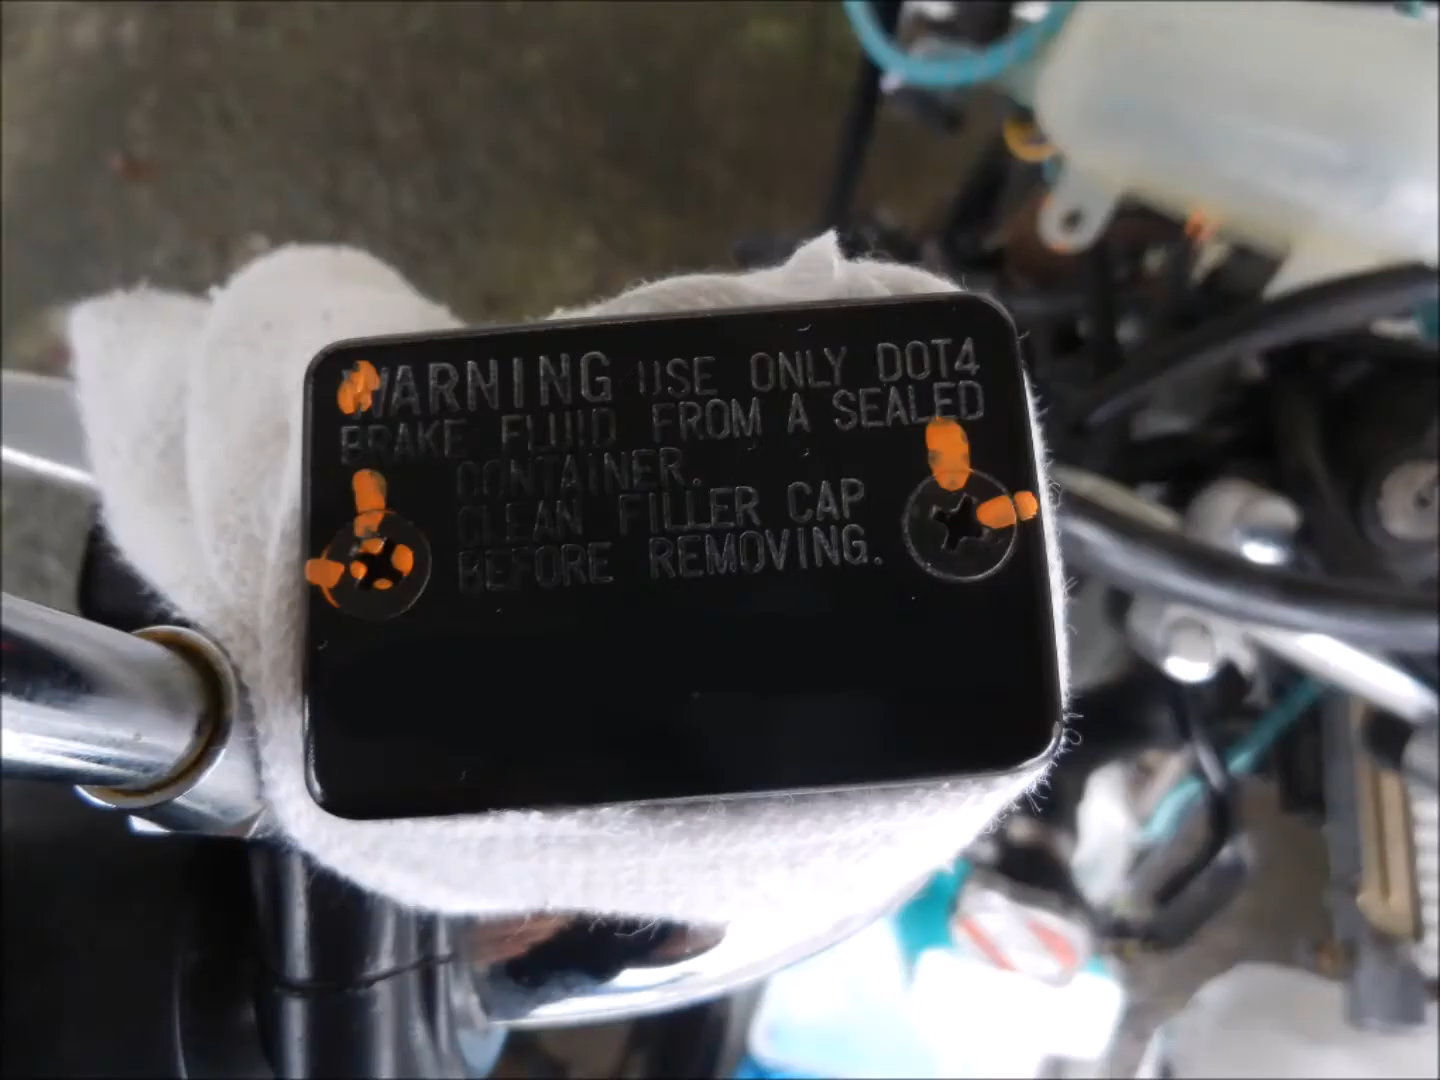 WARNING USE ONLY DOT4
BRAKE FLUID FROM A SEALED
CONTAINER.
CLEAN FILLER CAP
BEFORE REMOVING.